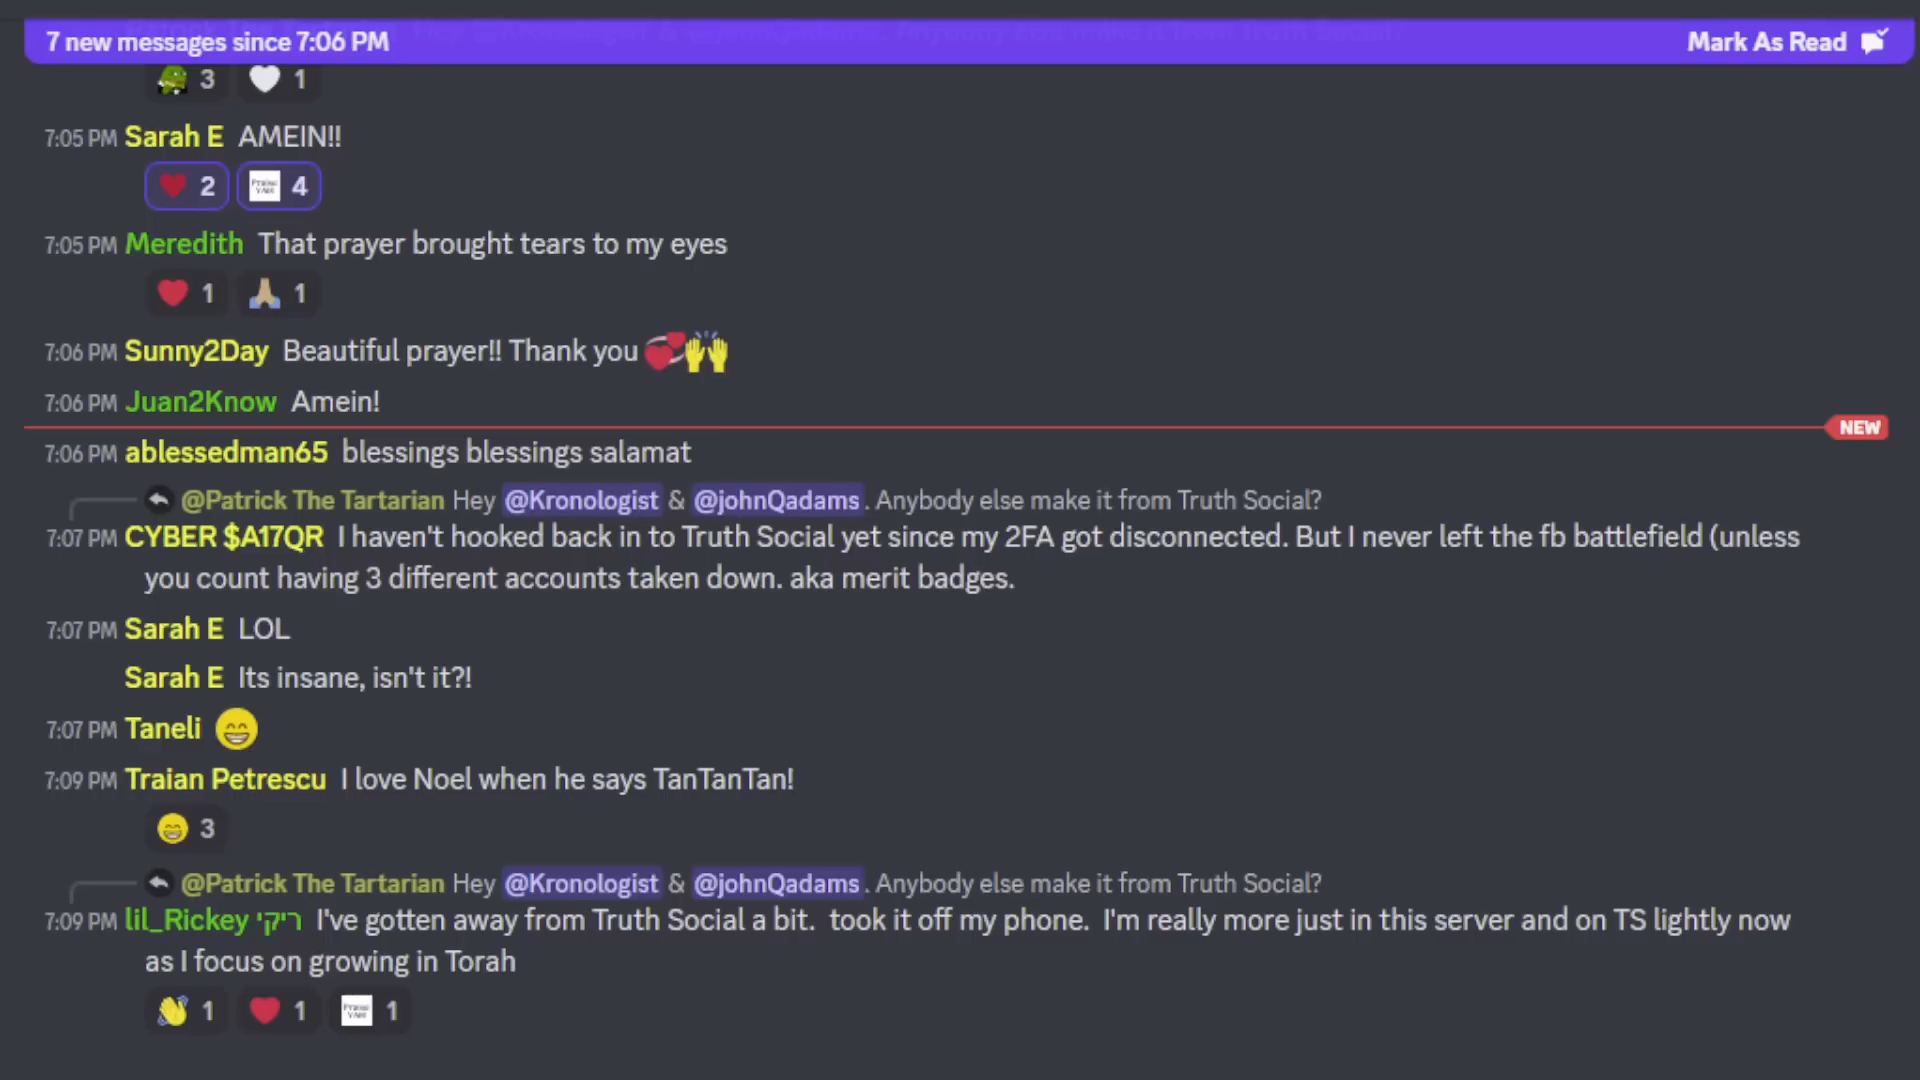 7 new messages since 7:06 PM Mark As Read
3 1
7:05 PM Sarah E AMEIN!!
2 Praise YAH! 4
7:05 PM Meredith That prayer brought tears to my eyes
1 1
7:06 PM Sunny2Day Beautiful prayer!! Thank you 💞🙌
7:06 PM Juan2Know Amein!
NEW
7:06 PM ablessedman65 blessings blessings salamat
@Patrick The Tartarian Hey @Kronologist & @johnQadams. Anybody else make it from Truth Social?
7:07 PM CYBER $A17QR I haven't hooked back in to Truth Social yet since my 2FA got disconnected. But I never left the fb battlefield (unless
you count having 3 different accounts taken down. aka merit badges.
7:07 PM Sarah E LOL
Sarah E Its insane, isn't it?!
7:07 PM Taneli 😁
7:09 PM Traian Petrescu I love Noel when he says TanTanTan!
3
@Patrick The Tartarian Hey @Kronologist & @johnQadams. Anybody else make it from Truth Social?
7:09 PM lil_Rickey ריקי I've gotten away from Truth Social a bit. took it off my phone. I'm really more just in this server and on TS lightly now
as I focus on growing in Torah
1 1 Praise YAH! 1